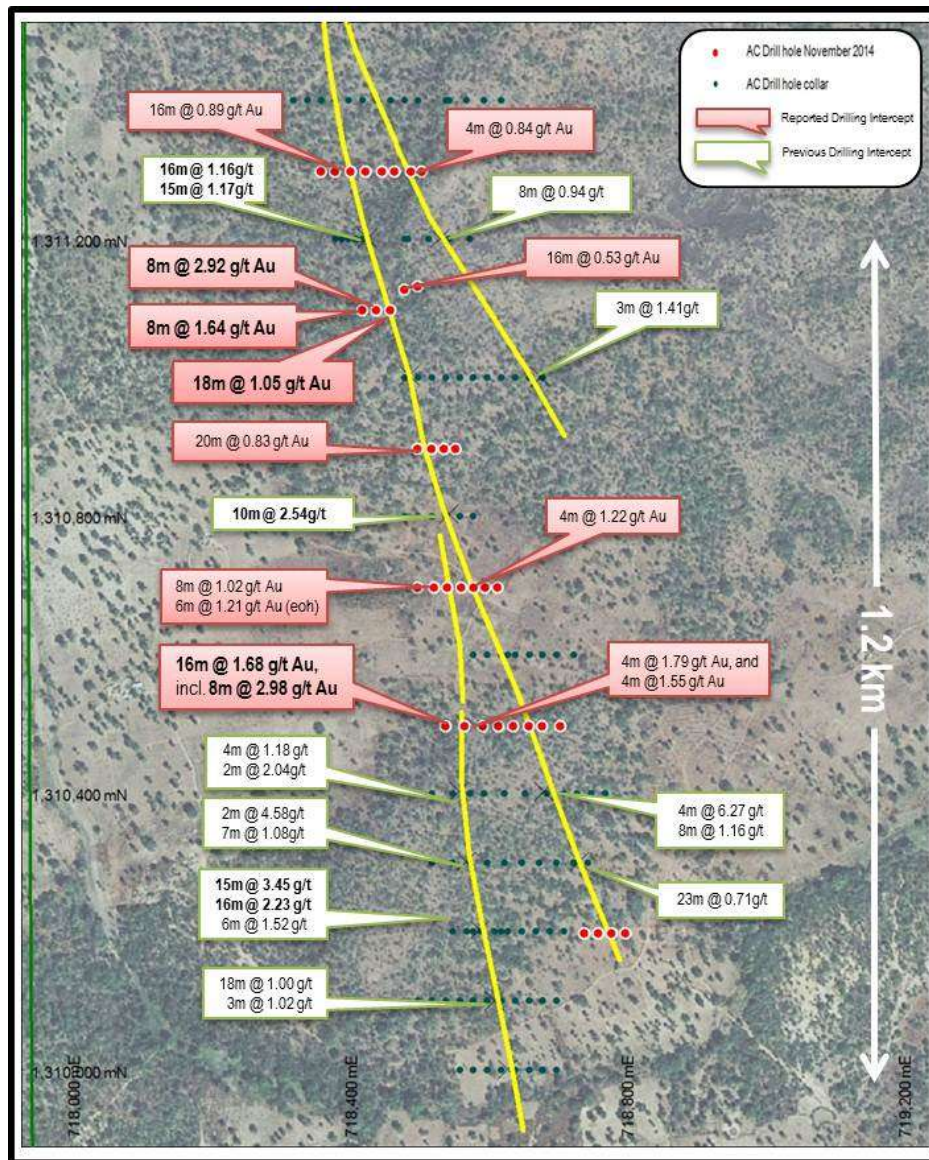 AC Drill hole November 2014
AC Drill hole collar
Reported Drilling Intercept
Previous Drilling Intercept
16m @ 0.89 g/t Au
4m @ 0.84 g/t Au
16m @ 1.16g/t
15m @ 1.17g/t
8m @ 0.94 g/t
1,311,200 mN
8m @ 2.92 g/t Au
16m @ 0.53 g/t Au
8m @ 1.64 g/t Au
3m @ 1.41g/t
18m @ 1.05 g/t Au
20m @ 0.83 g/t Au
10m @ 2.54g/t
1,310,800 mN
4m @ 1.22 g/t Au
8m @ 1.02 g/t Au
6m @ 1.21 g/t Au (eoh)
1.2 km
16m @ 1.68 g/t Au,
incl. 8m @ 2.98 g/t Au
4m @ 1.79 g/t Au, and
4m @1.55 g/t Au
4m @ 1.18 g/t
2m @ 2.04g/t
1,310,400 mN
4m @ 6.27 g/t
8m @ 1.16 g/t
2m @ 4.58g/t
7m @ 1.08g/t
15m @ 3.45 g/t
16m @ 2.23 g/t
6m @ 1.52 g/t
23m @ 0.71g/t
18m @ 1.00 g/t
3m @ 1.02 g/t
1,310,000 mN
718,000 mE
718,400 mE
718,800 mE
719,200 mE